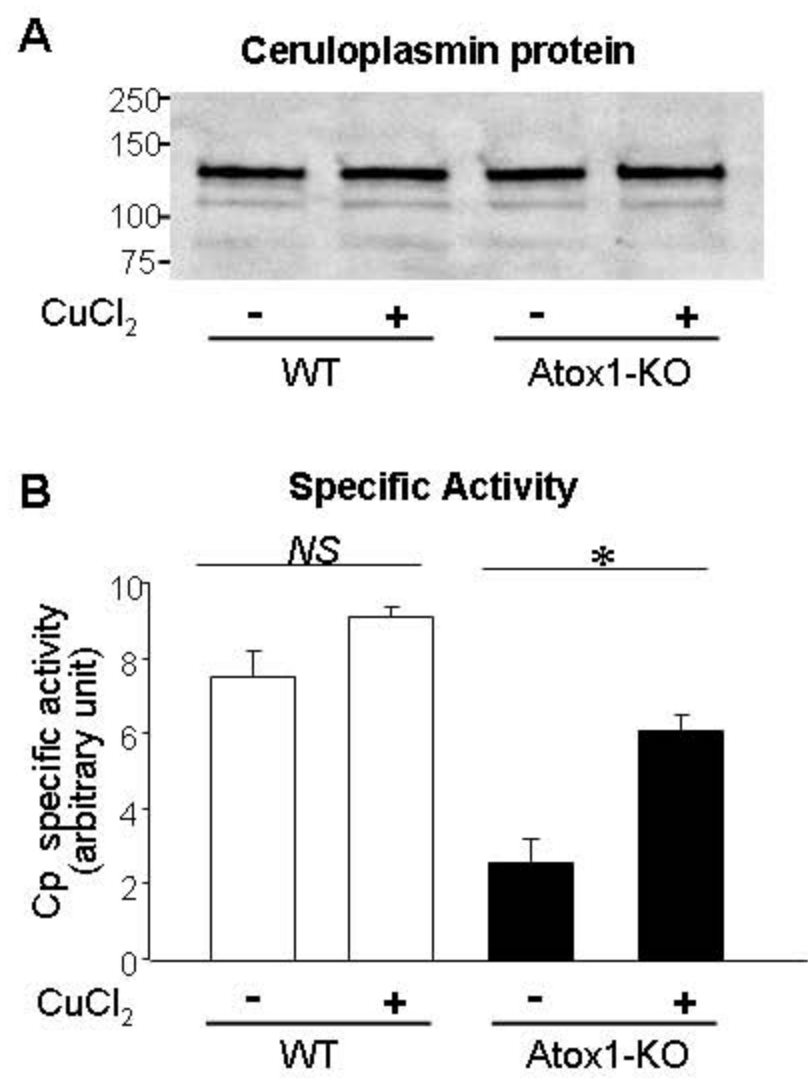 A
Ceruloplasmin protein
250
150
100
75
CuCl₂ - + - +
WT Atox1-KO
B
Specific Activity
NS *
Cp specific activity
(arbitrary unit)
10
8
6
4
2
0
CuCl₂ - + - +
WT Atox1-KO